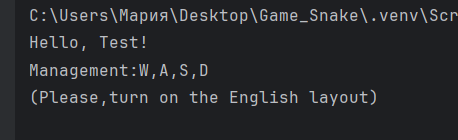 C:\Users\Мария\Desktop\Game_Snake\.venv\Scr
Hello, Test!
Management:W,A,S,D
(Please,turn on the English layout)